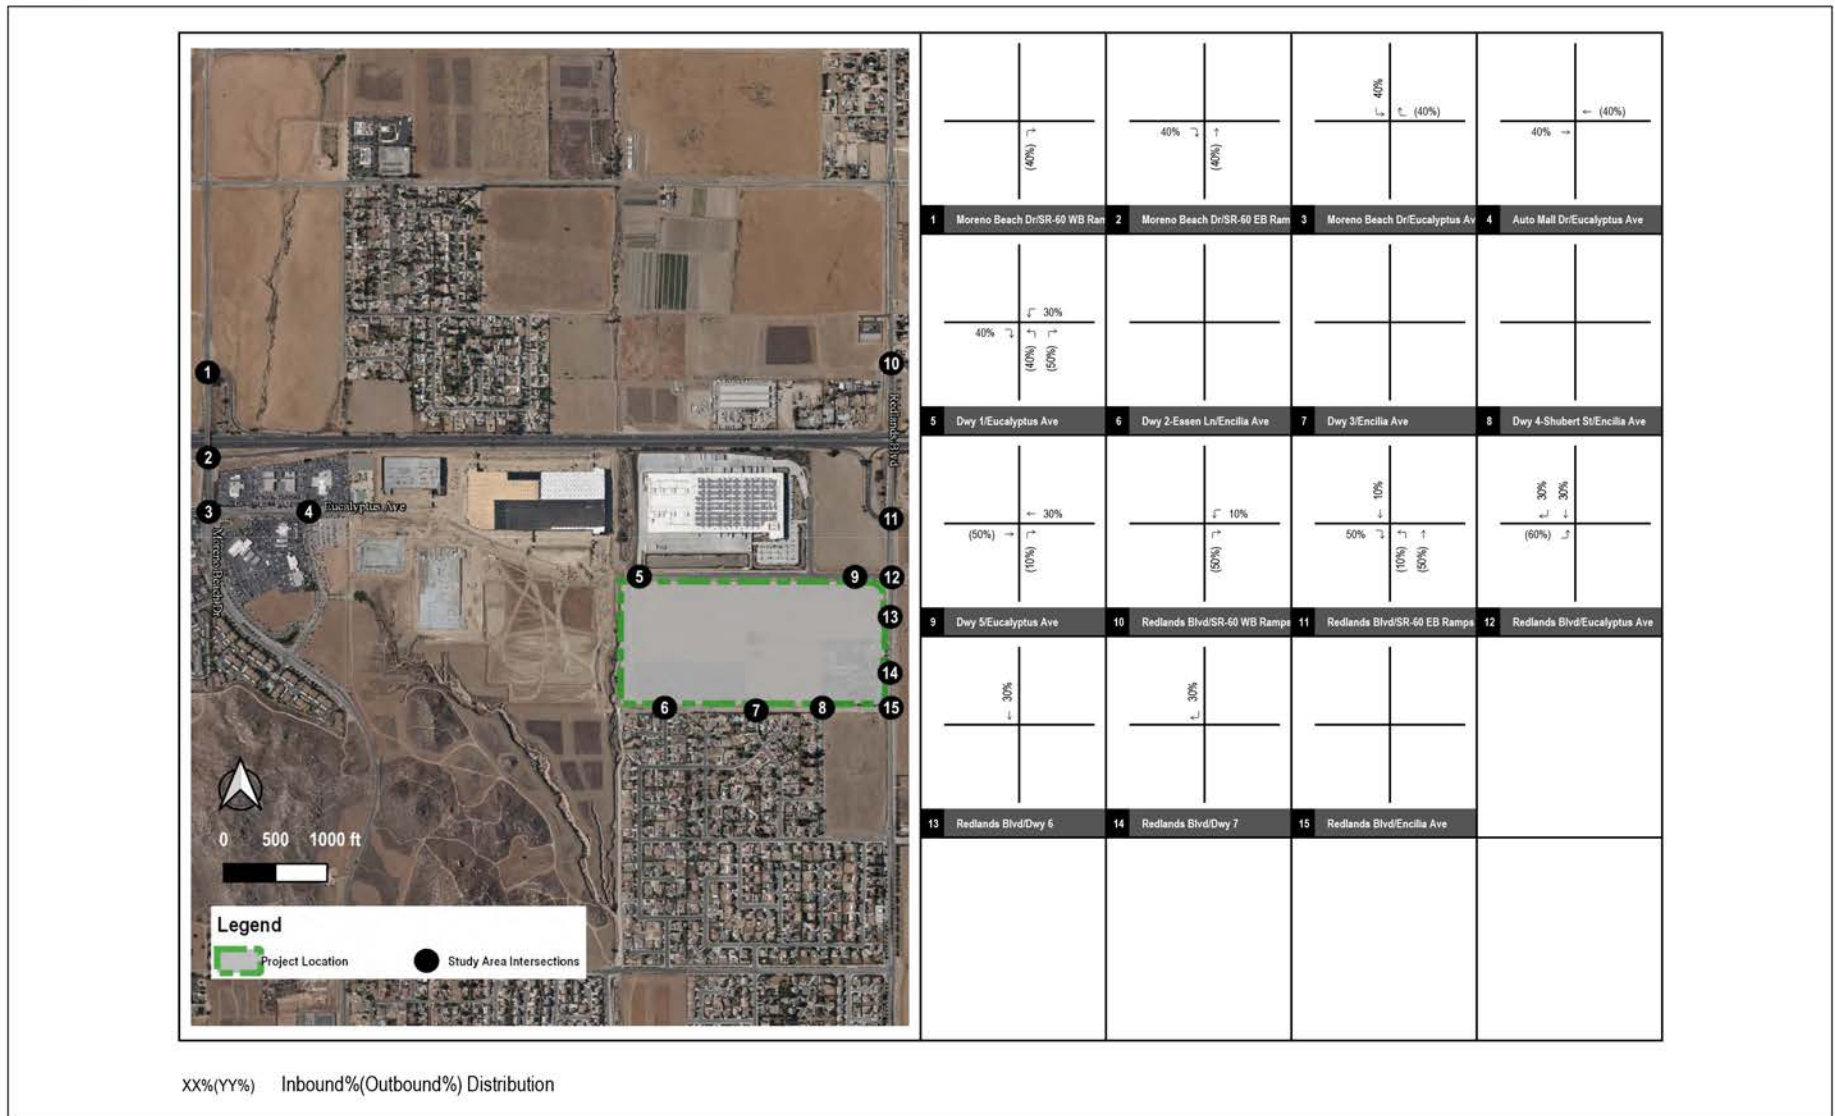 1
2
3
4
Eucalyptus Ave
Moreno Beach Dr
10
Redlands Blvd
11
5
9
12
13
14
6
7
8
15
0 500 1000 ft
Legend
Project Location
Study Area Intersections
(40%)
1 Moreno Beach Dr/SR-60 WB Ran
40%
(40%)
2 Moreno Beach Dr/SR-60 EB Ram
40%
(40%)
3 Moreno Beach Dr/Eucalyptus Av
(40%)
40%
4 Auto Mall Dr/Eucalyptus Ave
30%
40%
(40%)
(50%)
5 Dwy 1/Eucalyptus Ave
6 Dwy 2-Essen Ln/Encilia Ave
7 Dwy 3/Encilia Ave
8 Dwy 4-Shubert St/Encilia Ave
30%
(50%)
(10%)
9 Dwy 5/Eucalyptus Ave
10%
(50%)
10 Redlands Blvd/SR-60 WB Ramps
10%
50%
(10%)
(50%)
11 Redlands Blvd/SR-60 EB Ramps
30%
30%
(60%)
12 Redlands Blvd/Eucalyptus Ave
30%
13 Redlands Blvd/Dwy 6
30%
14 Redlands Blvd/Dwy 7
15 Redlands Blvd/Encilia Ave
XX%(YY%) Inbound%(Outbound%) Distribution